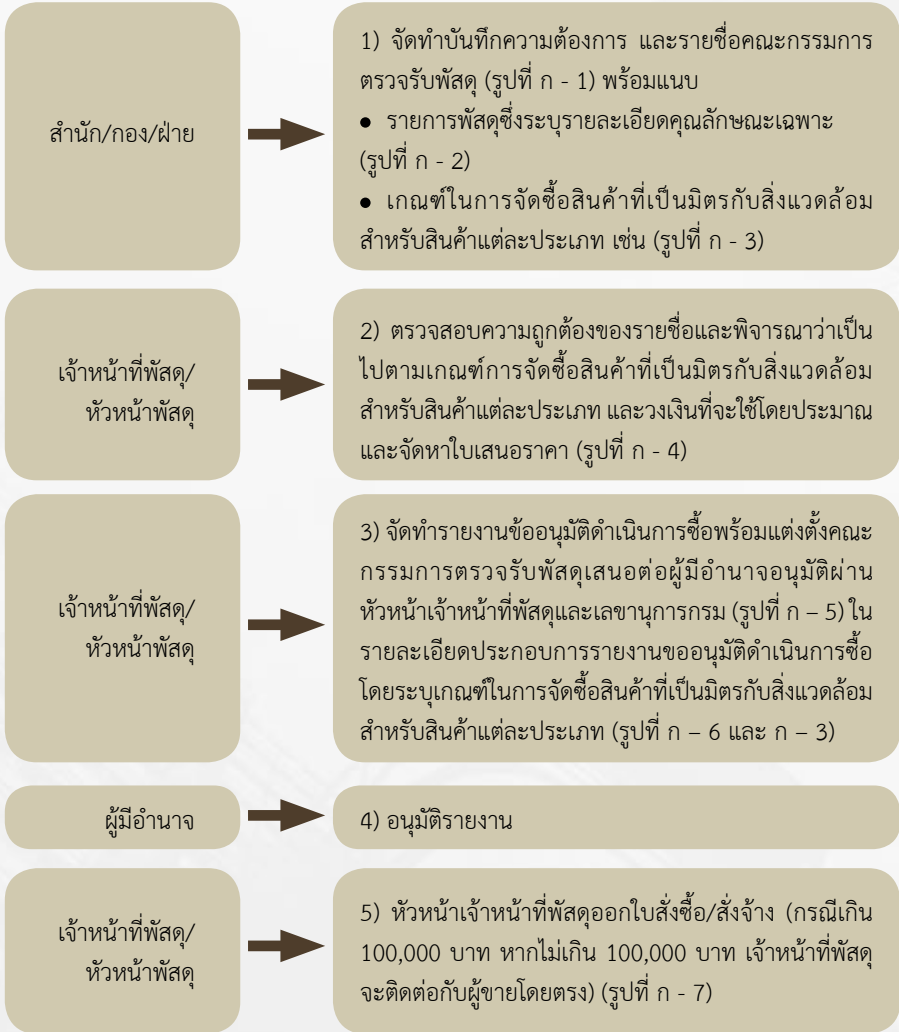 สำนัก/กอง/ฝ่าย
1) จัดทำบันทึกความต้องการ และรายชื่อคณะกรรมการ
ตรวจรับพัสดุ (รูปที่ ก - 1) พร้อมแนบ
● รายการพัสดุซึ่งระบุรายละเอียดคุณลักษณะเฉพาะ
(รูปที่ ก - 2)
● เกณฑ์ในการจัดซื้อสินค้าที่เป็นมิตรกับสิ่งแวดล้อม
สำหรับสินค้าแต่ละประเภท เช่น (รูปที่ ก - 3)
เจ้าหน้าที่พัสดุ/
หัวหน้าพัสดุ
2) ตรวจสอบความถูกต้องของรายชื่อและพิจารณาว่าเป็น
ไปตามเกณฑ์การจัดซื้อสินค้าที่เป็นมิตรกับสิ่งแวดล้อม
สำหรับสินค้าแต่ละประเภท และวงเงินที่จะใช้โดยประมาณ
และจัดหาใบเสนอราคา (รูปที่ ก - 4)
เจ้าหน้าที่พัสดุ/
หัวหน้าพัสดุ
3) จัดทำรายงานข้ออนุมัติดำเนินการซื้อพร้อมแต่งตั้งคณะ
กรรมการตรวจรับพัสดุเสนอต่อผู้มีอำนาจอนุมัติผ่าน
หัวหน้าเจ้าหน้าที่พัสดุและเลขานุการกรม (รูปที่ ก – 5) ใน
รายละเอียดประกอบการรายงานขออนุมัติดำเนินการซื้อ
โดยระบุเกณฑ์ในการจัดซื้อสินค้าที่เป็นมิตรกับสิ่งแวดล้อม
สำหรับสินค้าแต่ละประเภท (รูปที่ ก – 6 และ ก – 3)
ผู้มีอำนาจ
4) อนุมัติรายงาน
เจ้าหน้าที่พัสดุ/
หัวหน้าพัสดุ
5) หัวหน้าเจ้าหน้าที่พัสดุออกใบสั่งซื้อ/สั่งจ้าง (กรณีเกิน
100,000 บาท หากไม่เกิน 100,000 บาท เจ้าหน้าที่พัสดุ
จะติดต่อกับผู้ขายโดยตรง) (รูปที่ ก - 7)